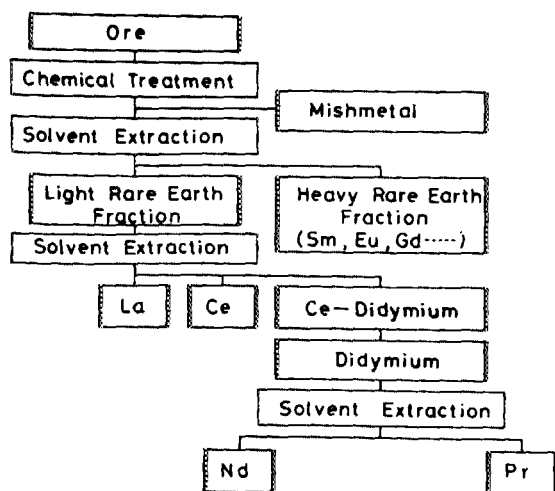 Ore
Chemical Treatment
Mishmetal
Solvent Extraction
Light Rare Earth
Fraction
Heavy Rare Earth
Fraction
(Sm, Eu, Gd-----)
Solvent Extraction
La
Ce
Ce-Didymium
Didymium
Solvent Extraction
Nd
Pr